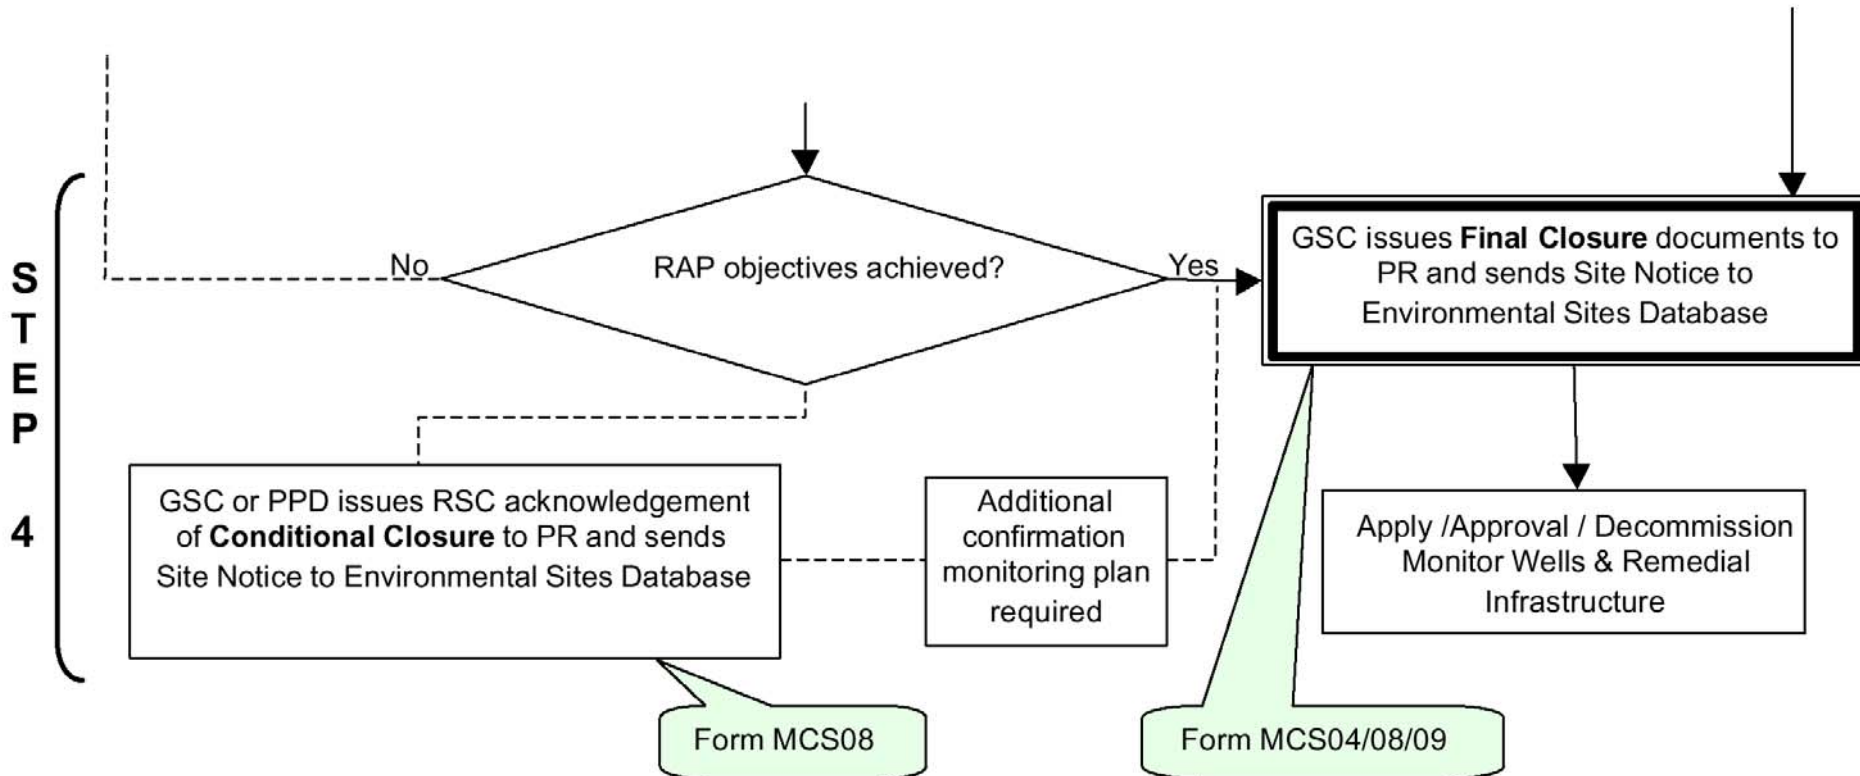 STEP 4
No
RAP objectives achieved?
Yes
GSC issues Final Closure documents to
PR and sends Site Notice to
Environmental Sites Database
GSC or PPD issues RSC acknowledgement
of Conditional Closure to PR and sends
Site Notice to Environmental Sites Database
Additional
confirmation
monitoring plan
required
Apply /Approval / Decommission
Monitor Wells & Remedial
Infrastructure
Form MCS08
Form MCS04/08/09